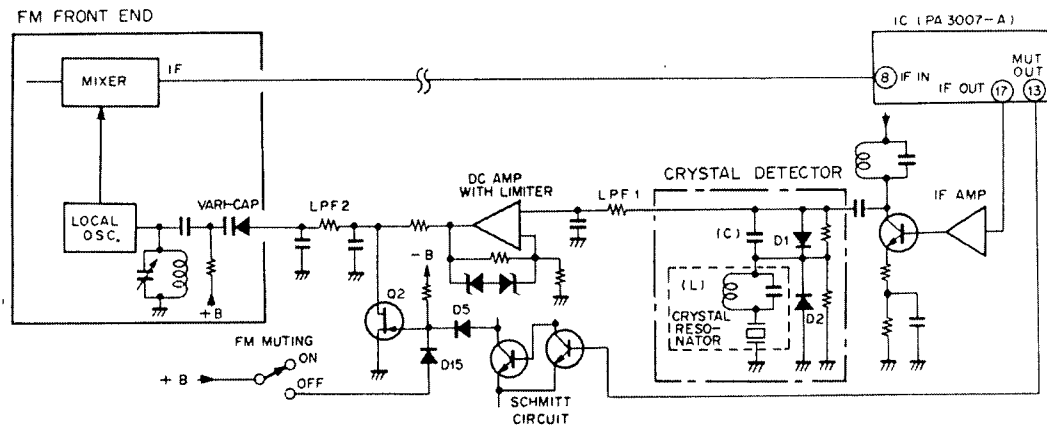 FM FRONT END
IC (PA 3007-A)
MIXER
IF
8 IF IN
MUT
OUT
IF OUT 17 13
CRYSTAL DETECTOR
DC AMP
WITH LIMITER
LPF 1
IF AMP
VARI-CAP
LPF2
LOCAL
OSC.
(C)
D1
-B
(L)
D2
+B
Q2
D5
CRYSTAL
RESO-
NATOR
FM MUTING
ON
D15
+B
OFF
SCHMITT
CIRCUIT